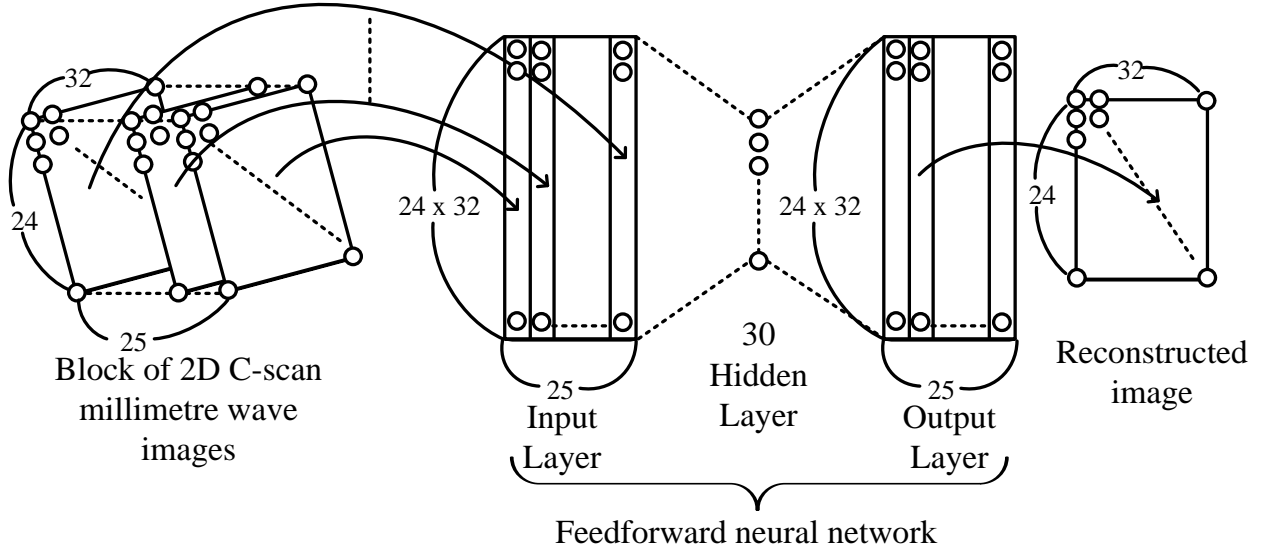 32
24
25
Block of 2D C-scan
millimetre wave
images
24 x 32
25
Input
Layer
30
Hidden
Layer
24 x 32
25
Output
Layer
32
24
Reconstructed
image
Feedforward neural network